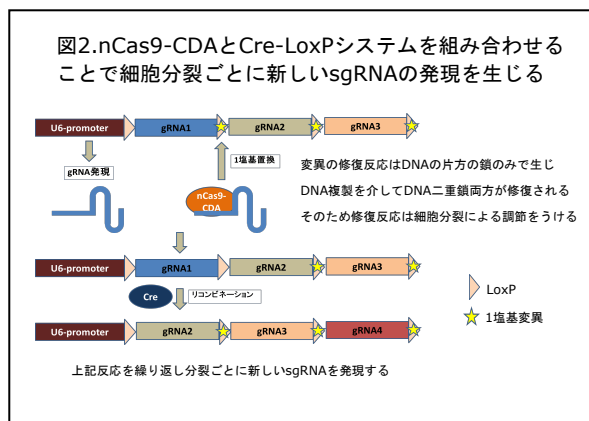 図2.nCas9-CDAとCre-LoxPシステムを組み合わせる
ことで細胞分裂ごとに新しいsgRNAの発現を生じる
U6-promoter gRNA1 gRNA2 gRNA3
gRNA発現
1塩基置換
nCas9-
CDA
変異の修復反応はDNAの片方の鎖のみで生じ
DNA複製を介してDNA二重鎖両方が修復される
そのため修復反応は細胞分裂による調節をうける
U6-promoter gRNA1 gRNA2 gRNA3
Cre
リコンビネーション
LoxP
1塩基変異
U6-promoter gRNA2 gRNA3 gRNA4
上記反応を繰り返し分裂ごとに新しいsgRNAを発現する